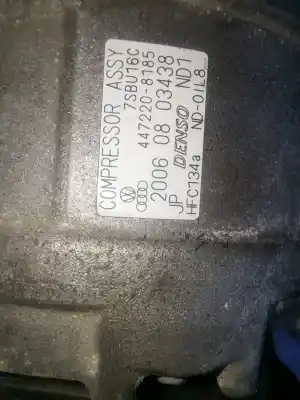 COMPRESSOR ASSY
7SBU16C
447220-8185
2006 08 03438
JP DENSO ND1
HFC134a ND-OIL8